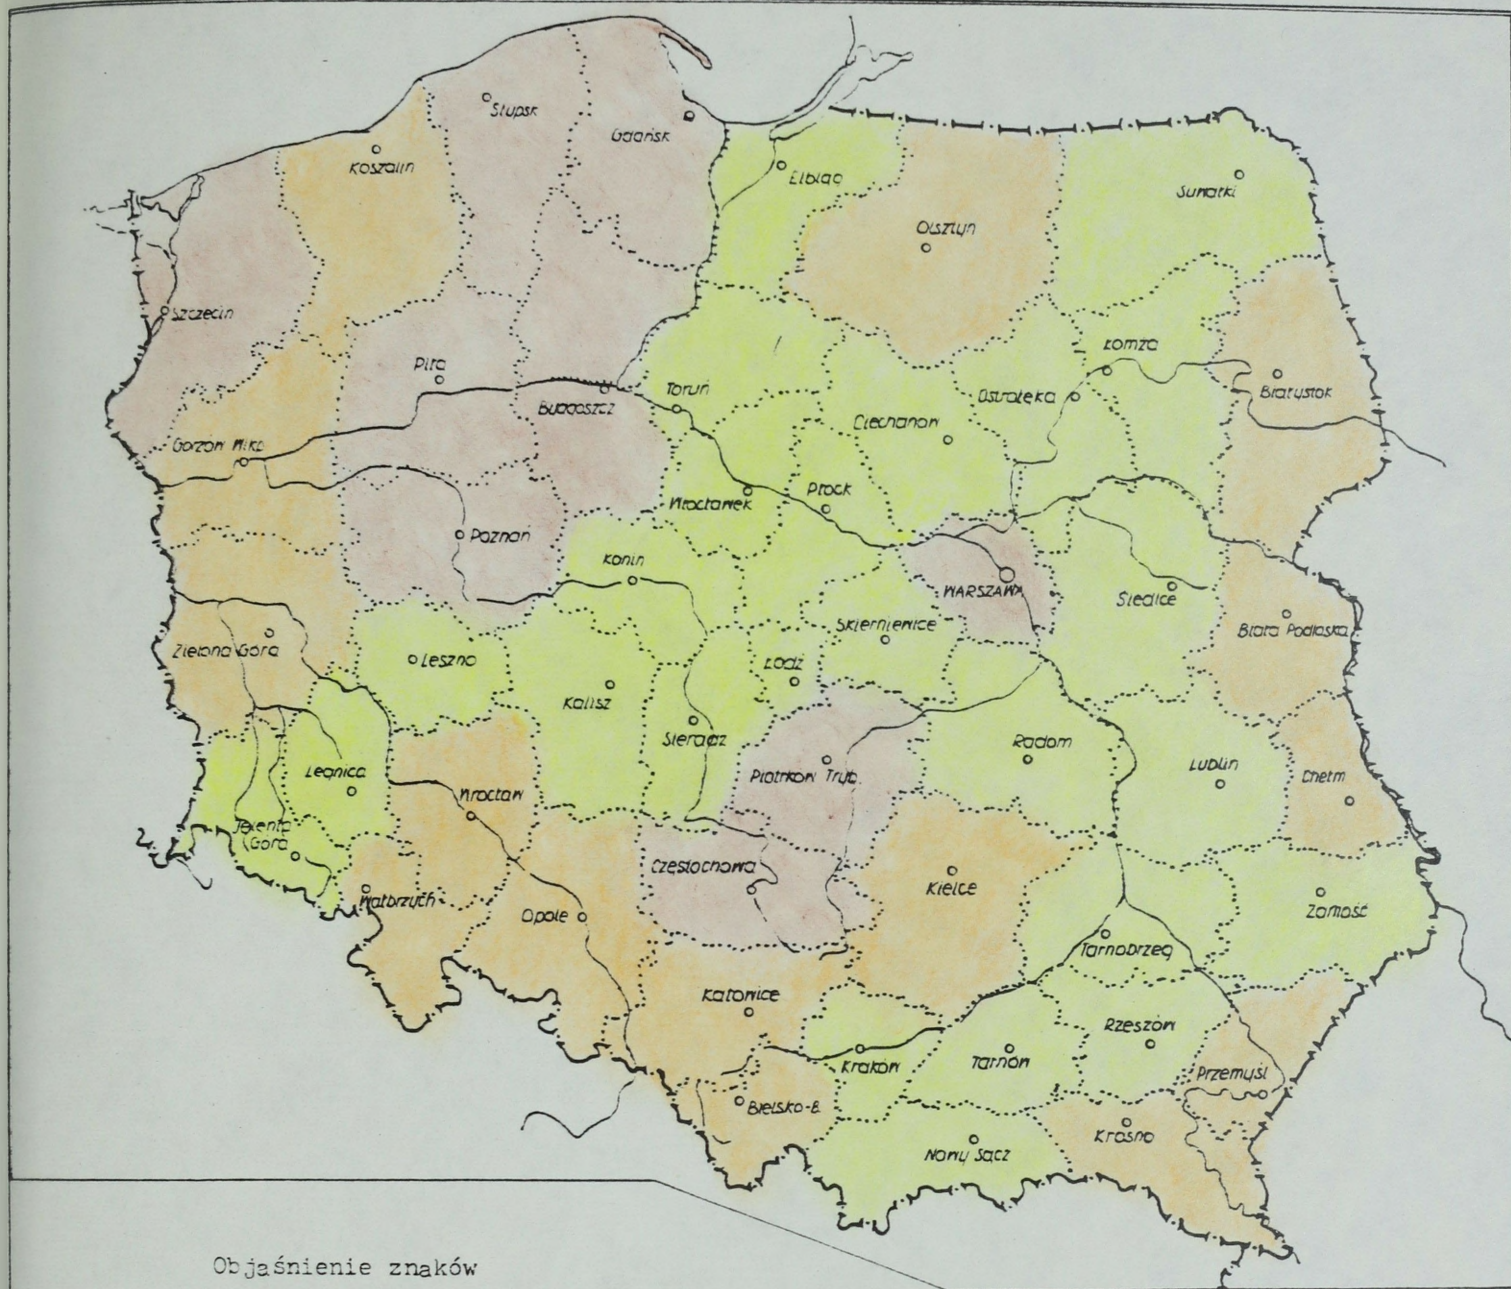 Słupsk
Gdańsk
Koszalin
Elbląg
Suwałki
Olsztyn
Szczecin
Piła
Łomża
Bydgoszcz
Toruń
Ostrołęka
Białystok
Ciechanów
Gorzów Wlkp
Włocławek
Płock
Poznań
Konin
WARSZAWA
Siedlce
Skierniewice
Biała Podlaska
Zielona Góra
Leszno
Łódź
Kalisz
Sieradz
Radom
Legnica
Piotrków Tryb.
Lublin
Chełm
Wrocław
Jelenia
Góra
Częstochowa
Kielce
Wałbrzych
Opole
Zamość
Tarnobrzeg
Katowice
Rzeszów
Kraków
Tarnów
Przemyśl
Bielsko-B.
Krosno
Nowy Sącz
Objaśnienie znaków